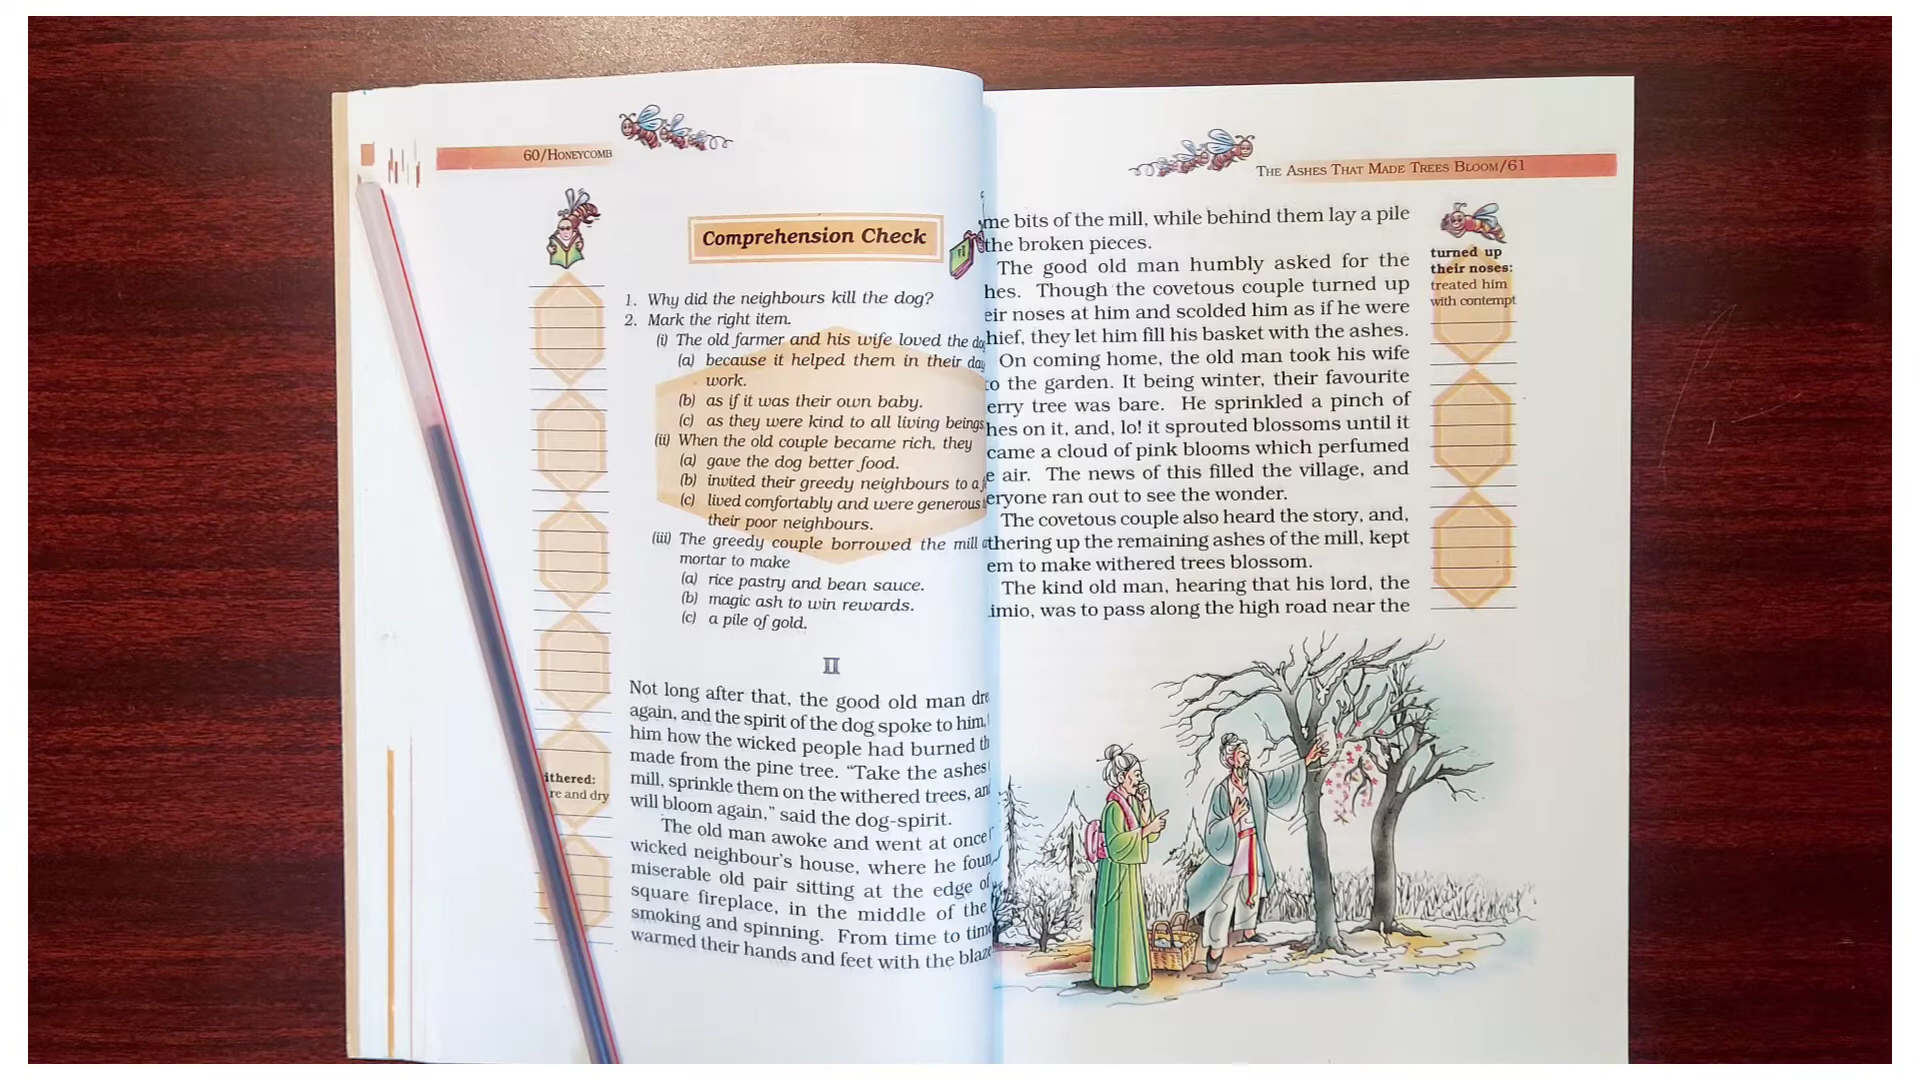 60/HONEYCOMB
Comprehension Check
1. Why did the neighbours kill the dog?
2. Mark the right item.
(i) The old farmer and his wife loved the
(a) because it helped them in their day
work.
(b) as if it was their own baby.
(c) as they were kind to all living beings
(ii) When the old couple became rich, they
(a) gave the dog better food.
(b) invited their greedy neighbours to a
(c) lived comfortably and were generous
their poor neighbours.
(iii) The greedy couple borrowed the mill
mortar to make
(a) rice pastry and bean sauce.
(b) magic ash to win rewards.
(c) a pile of gold.
II
Not long after that, the good old man
again, and the spirit of the dog spoke to him,
him how the wicked people had burned
made from the pine tree. “Take the ashes
mill, sprinkle them on the withered trees,
will bloom again,” said the dog-spirit.
The old man awoke and went at once
wicked neighbour's house, where he
miserable old pair sitting at the edge of
square fireplace, in the middle of the
smoking and spinning. From time to
warmed their hands and feet with the
and dry
THE ASHES THAT MADE TREES BLOOM/61
bits of the mill, while behind them lay a pile
the broken pieces.
The good old man humbly asked for the
Though the covetous couple turned up
noses at him and scolded him as if he were
they let him fill his basket with the ashes.
On coming home, the old man took his wife
the garden. It being winter, their favourite
tree was bare. He sprinkled a pinch of
on it, and, lo! it sprouted blossoms until it
a cloud of pink blooms which perfumed
air. The news of this filled the village, and
ran out to see the wonder.
The covetous couple also heard the story, and,
up the remaining ashes of the mill, kept
to make withered trees blossom.
The kind old man, hearing that his lord, the
was to pass along the high road near the
turned up
their noses:
treated him
with contempt